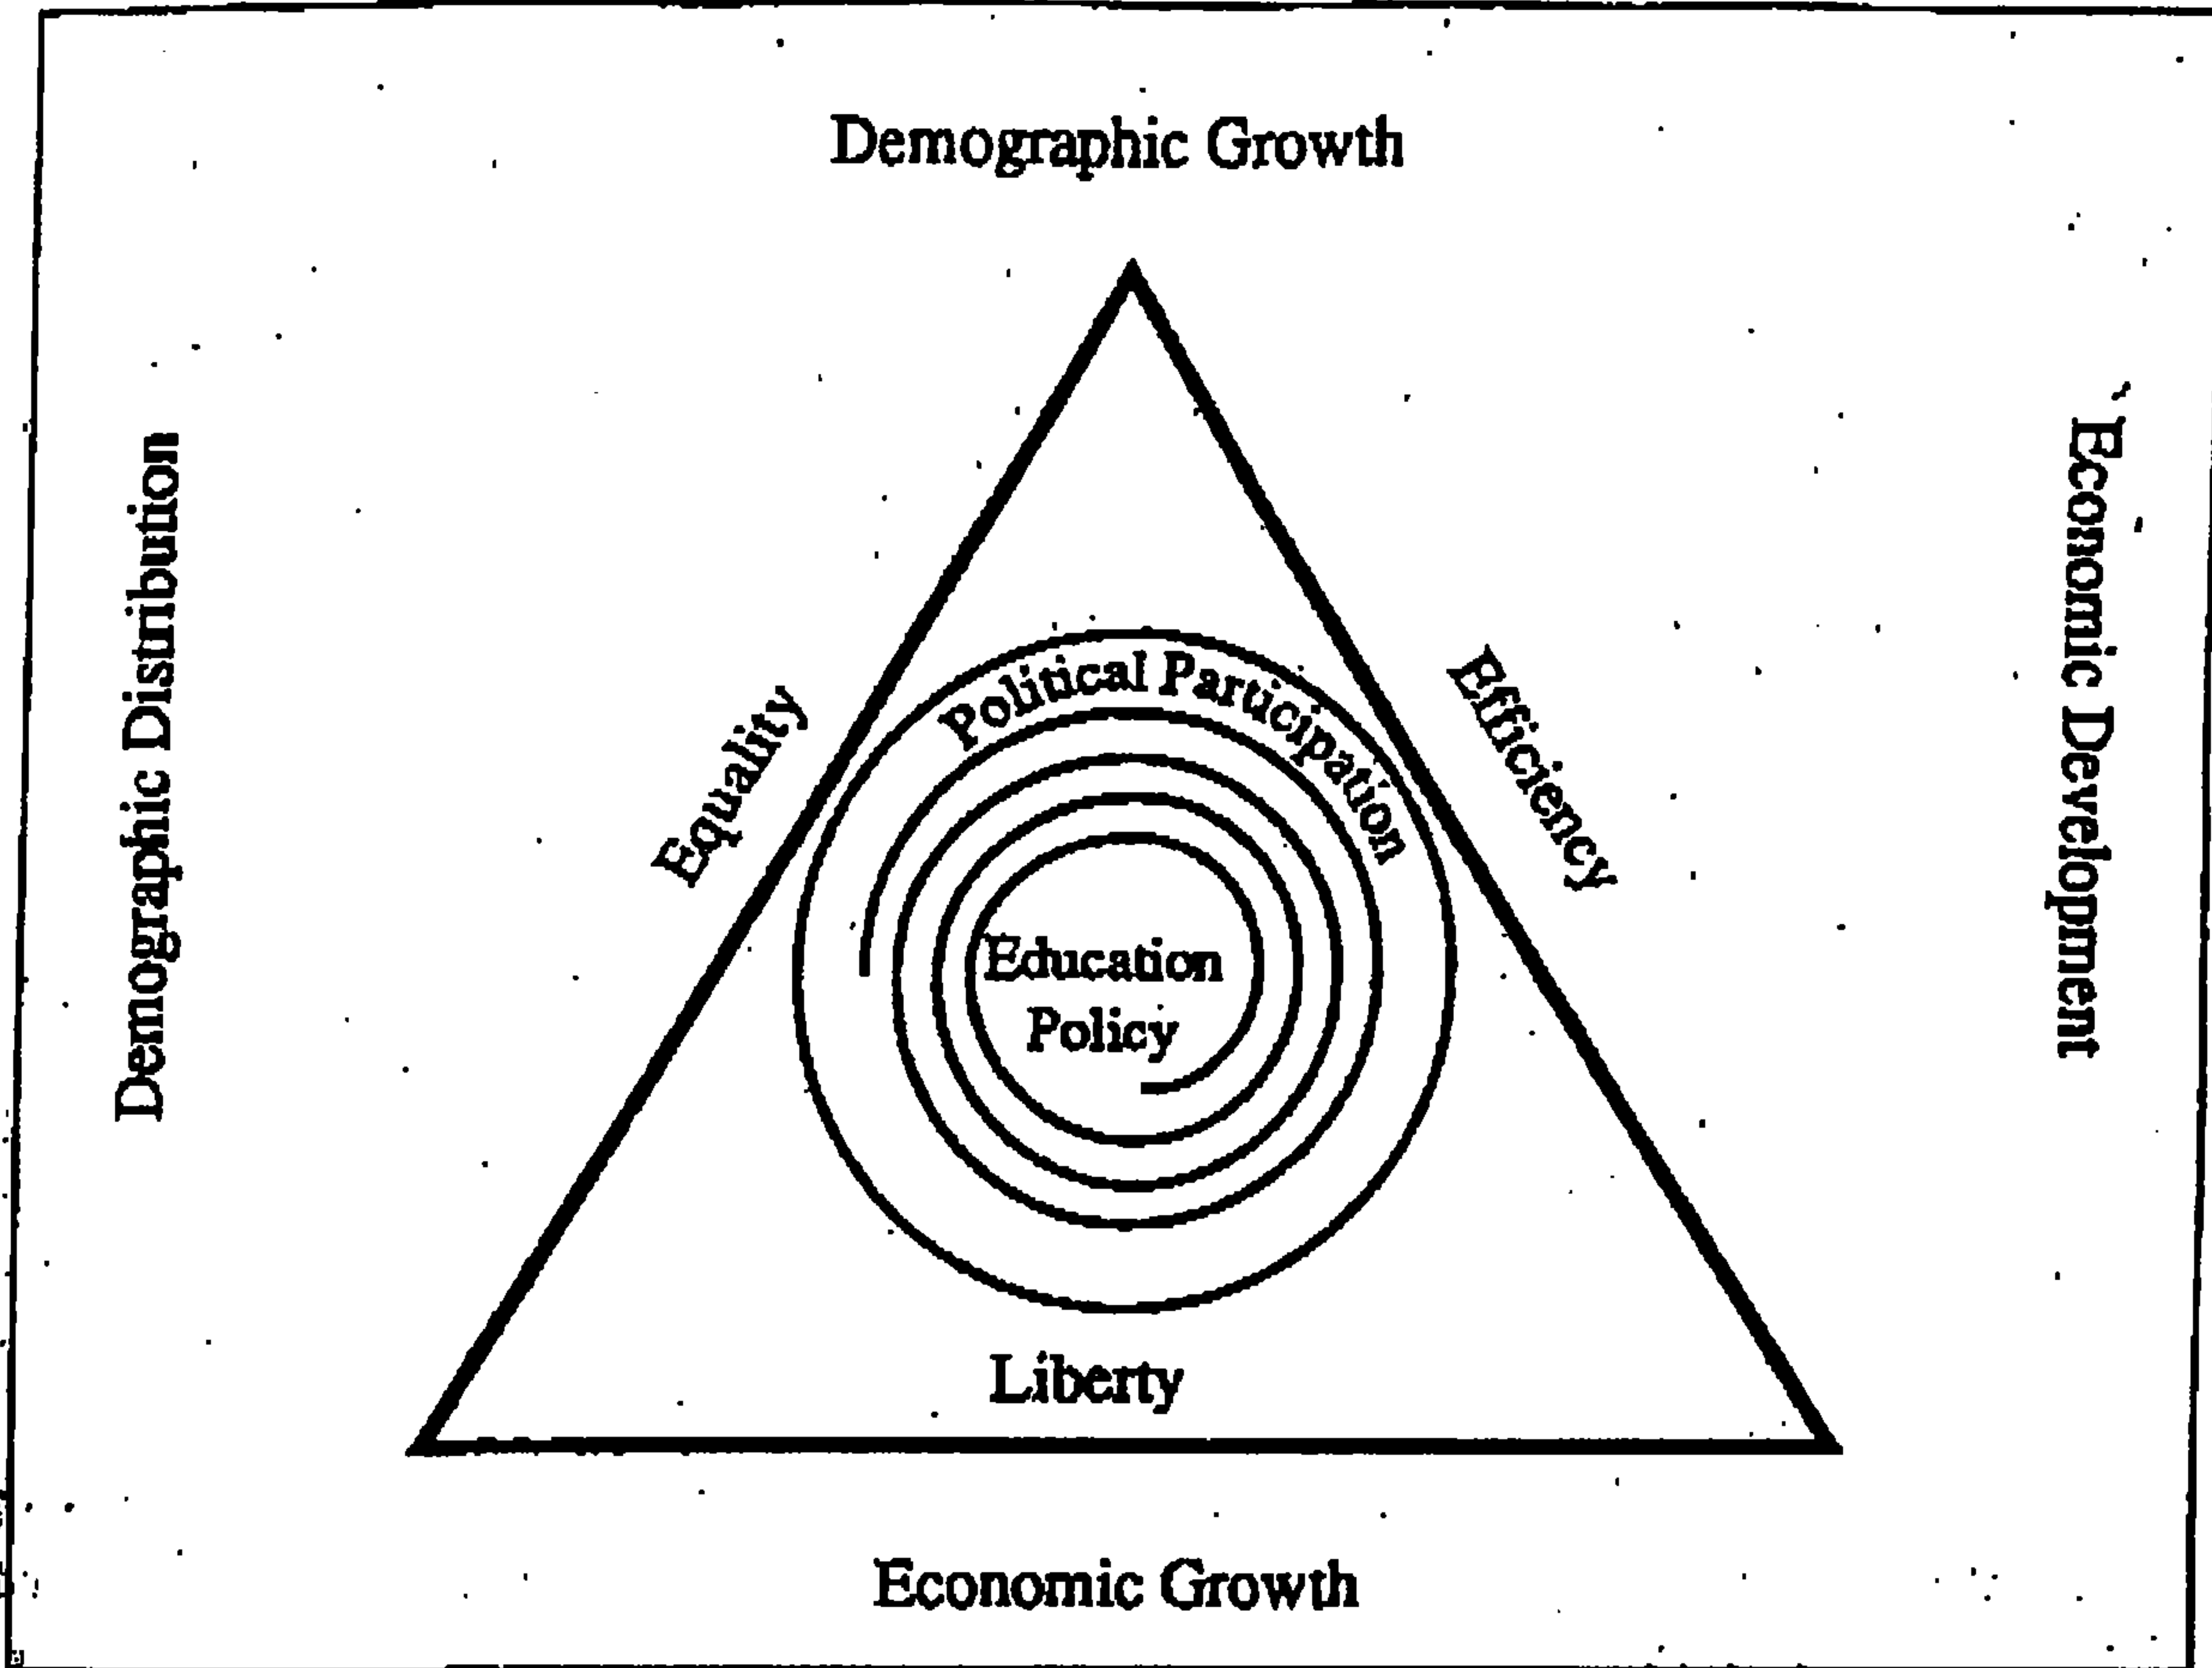 Demographic Growth
Demographic Distribution
Economic Development
Equality
Political Participation
Efficiency
Education
Policy
Liberty
Economic Growth